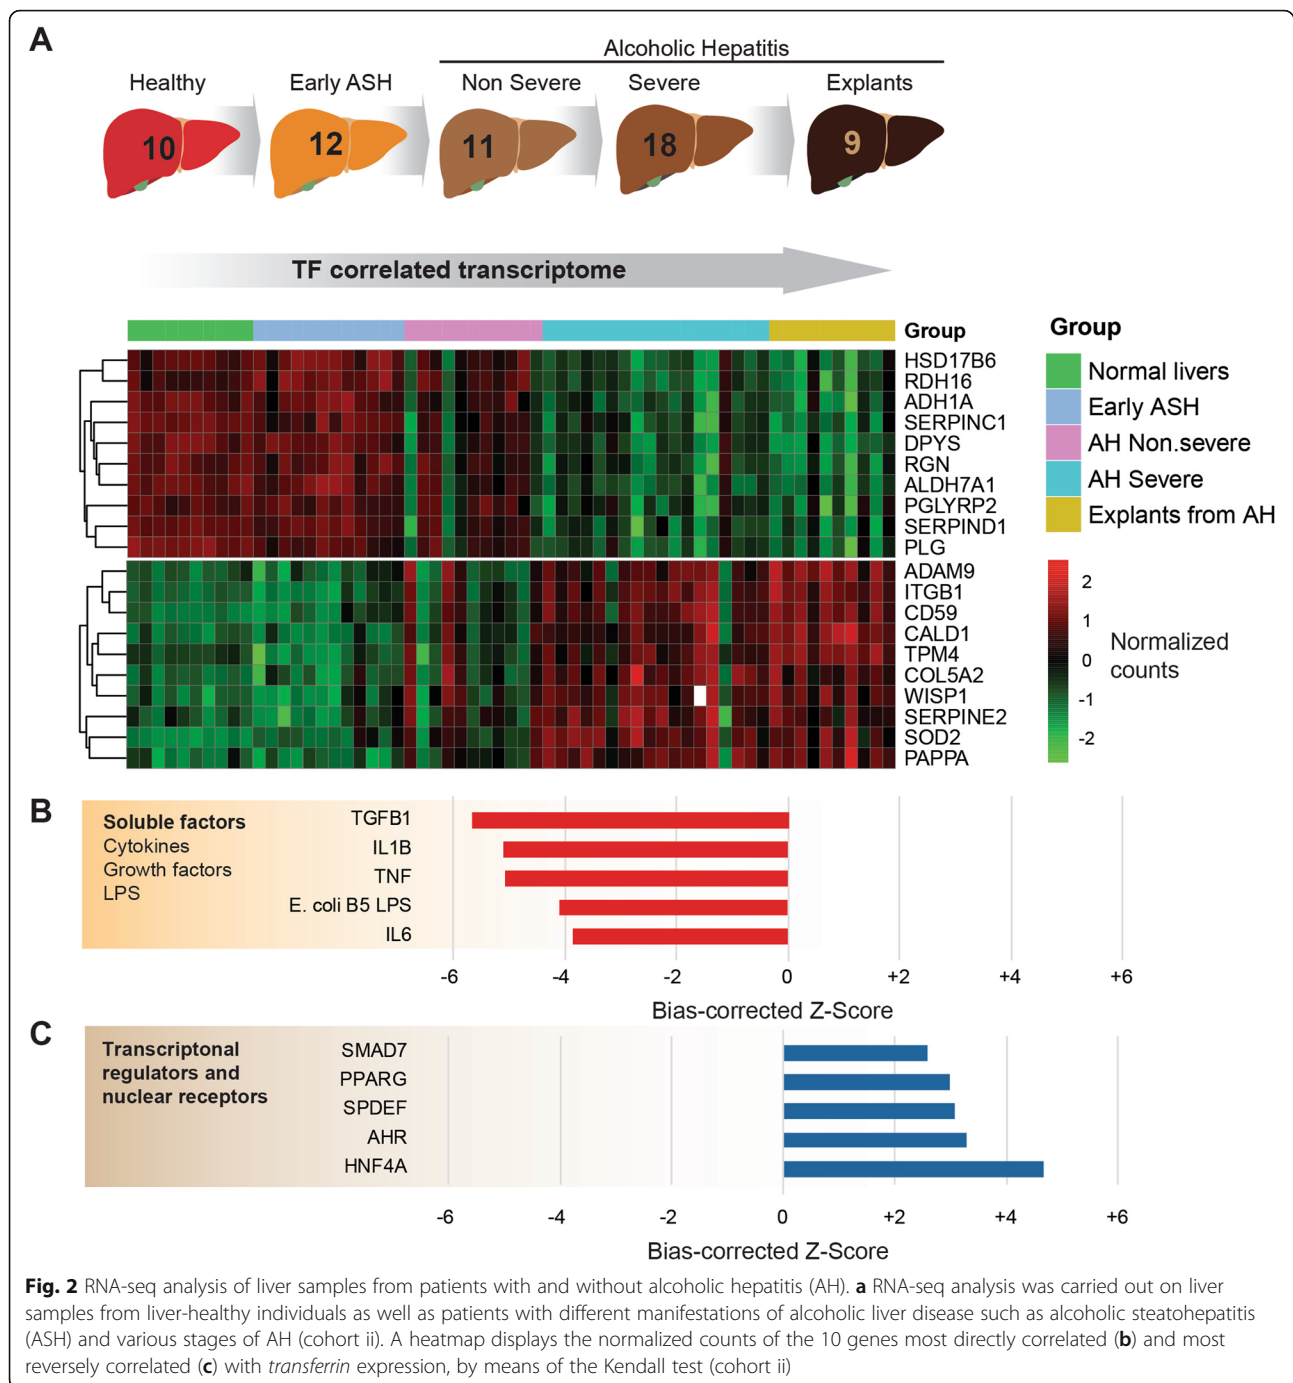 A
Alcoholic Hepatitis
Healthy
Early ASH
Non Severe
Severe
Explants
10
12
11
18
9
TF correlated transcriptome
Group
HSD17B6
RDH16
ADH1A
SERPINC1
DPYS
RGN
ALDH7A1
PGLYRP2
SERPIND1
PLG
ADAM9
ITGB1
CD59
CALD1
TPM4
COL5A2
WISP1
SERPINE2
SOD2
PAPPA
Group
Normal livers
Early ASH
AH Non.severe
AH Severe
Explants from AH
2
1
0
-1
-2
Normalized
counts
B
Soluble factors
Cytokines
Growth factors
LPS
TGFB1
IL1B
TNF
E. coli B5 LPS
IL6
-6
-4
-2
0
+2
+4
+6
Bias-corrected Z-Score
C
Transcriptonal
regulators and
nuclear receptors
SMAD7
PPARG
SPDEF
AHR
HNF4A
-6
-4
-2
0
+2
+4
+6
Bias-corrected Z-Score
Fig. 2 RNA-seq analysis of liver samples from patients with and without alcoholic hepatitis (AH). a RNA-seq analysis was carried out on liver
samples from liver-healthy individuals as well as patients with different manifestations of alcoholic liver disease such as alcoholic steatohepatitis
(ASH) and various stages of AH (cohort ii). A heatmap displays the normalized counts of the 10 genes most directly correlated (b) and most
reversely correlated (c) with transferrin expression, by means of the Kendall test (cohort ii)